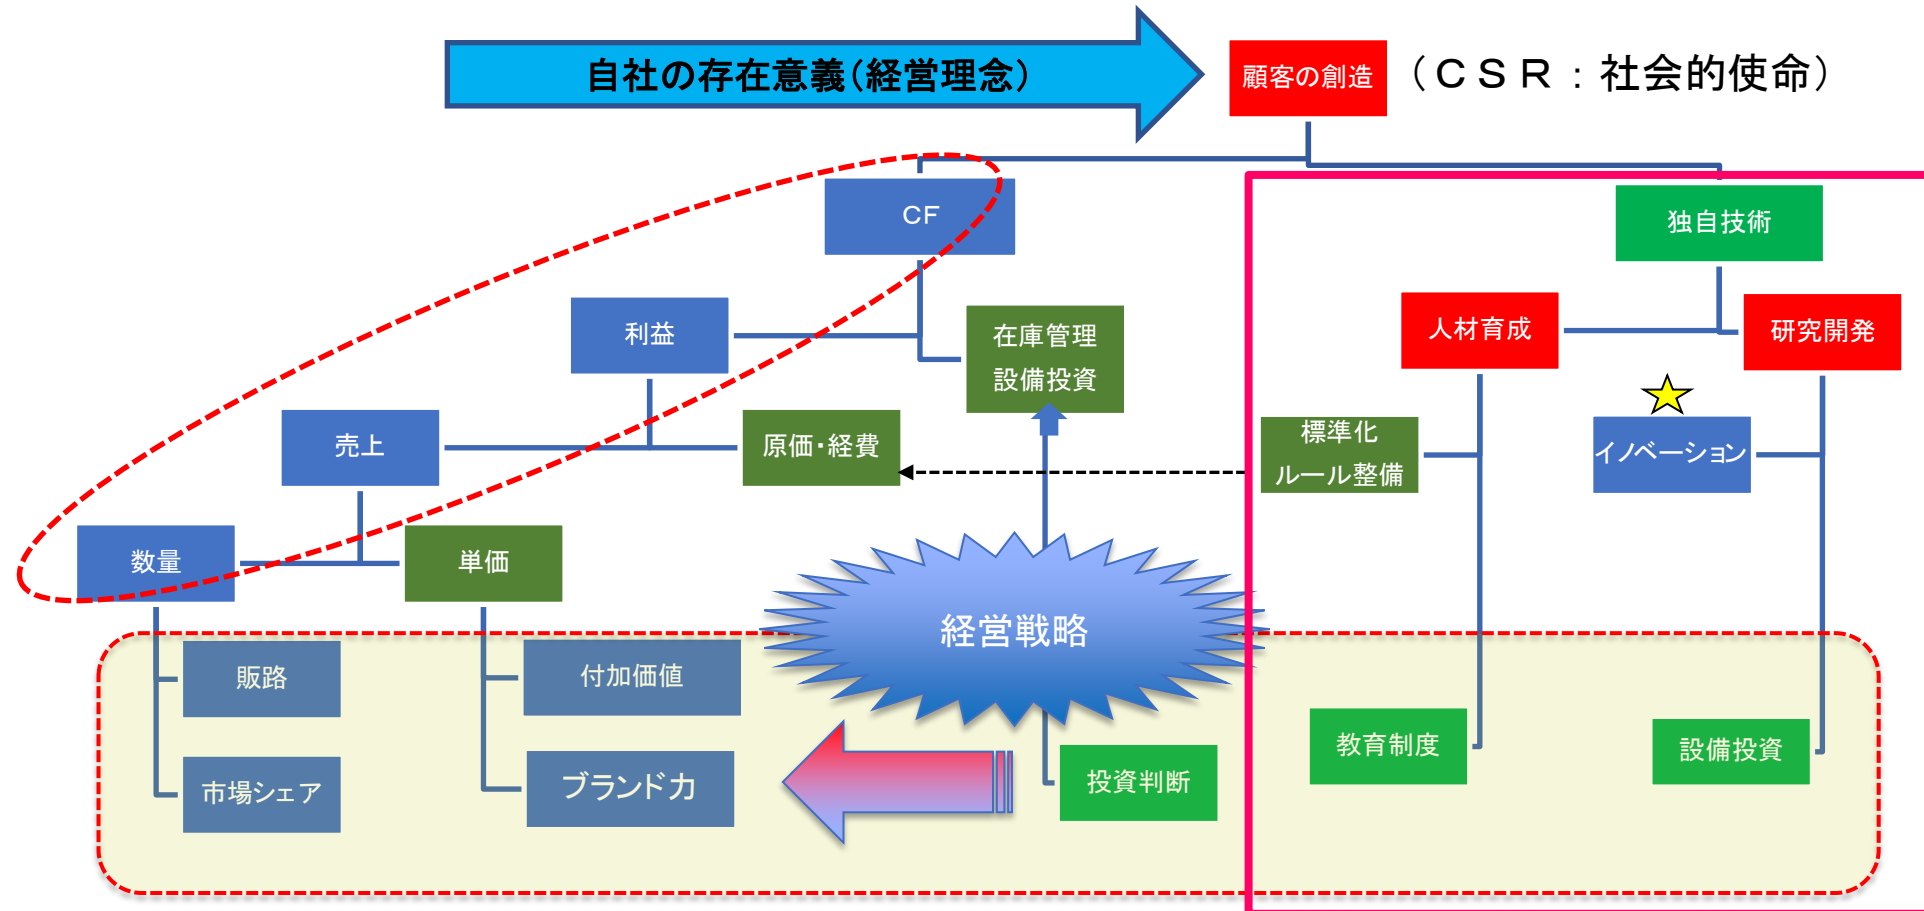 自社の存在意義(経営理念)
顧客の創造
（ＣＳＲ：社会的使命）
CF
独自技術
利益
在庫管理
設備投資
人材育成
研究開発
売上
原価・経費
標準化
ルール整備
イノベーション
数量
単価
経営戦略
販路
付加価値
市場シェア
ブランド力
投資判断
教育制度
設備投資